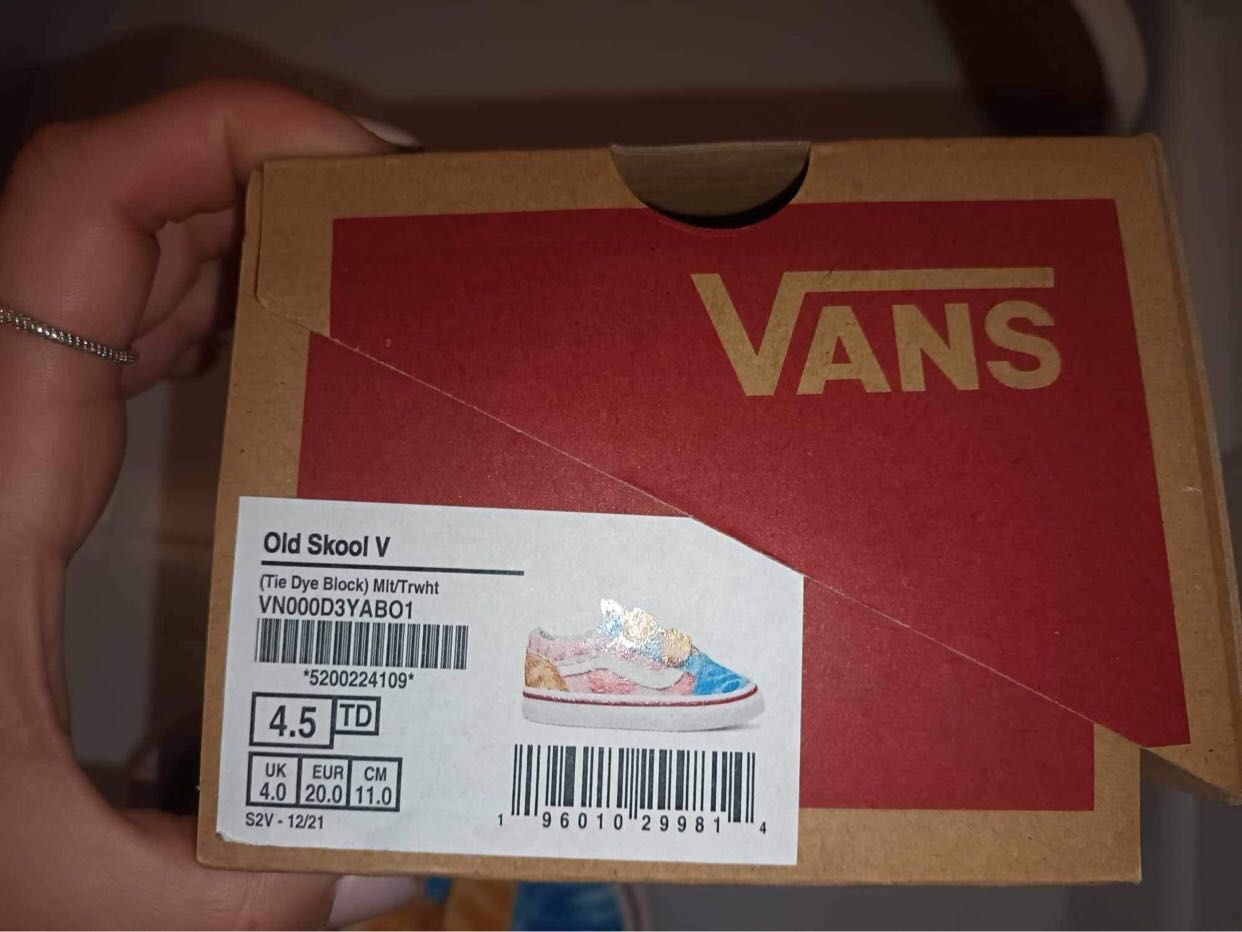 VANS
Old Skool V
(Tie Dye Block) Mlt/Trwht
VN000D3YABO1
*5200224109*
4.5 TD
UK EUR CM
4.0 20.0 11.0
S2V - 12/21
1 96010 29981 4